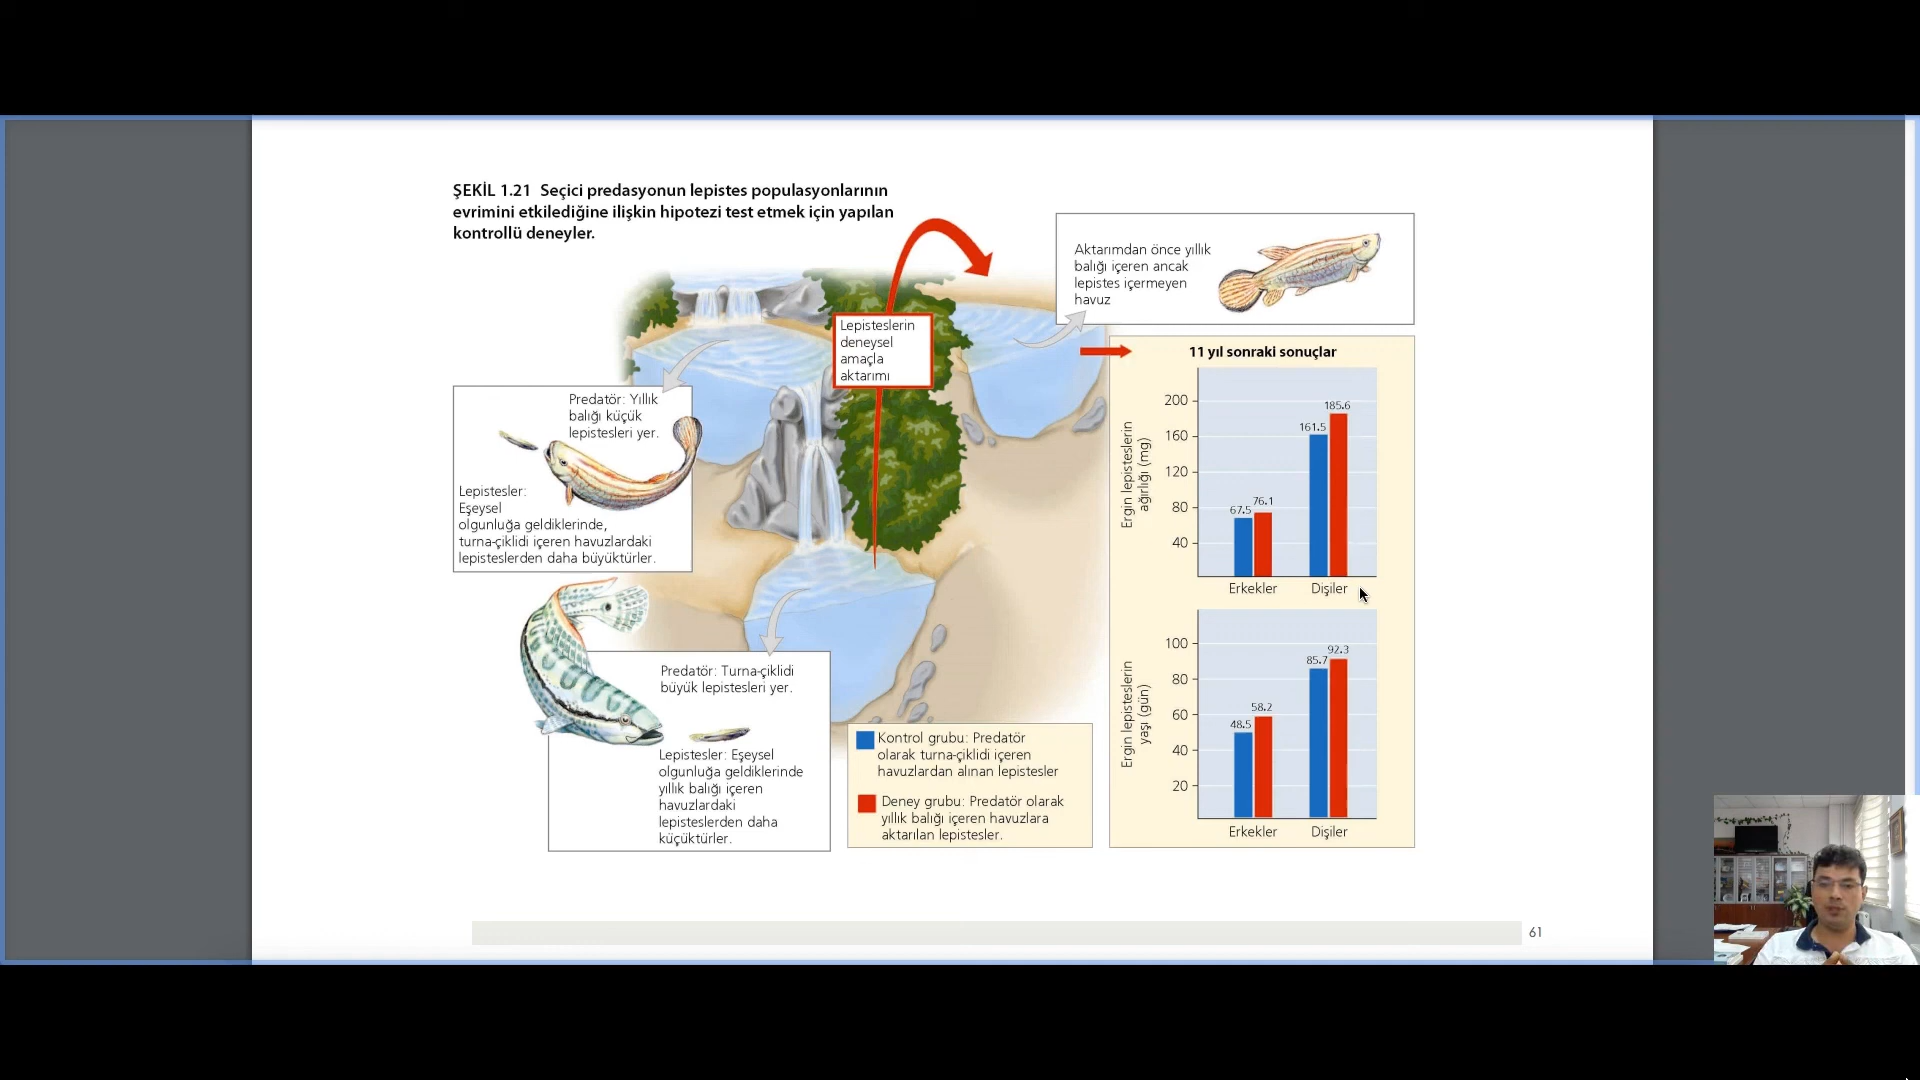 ŞEKİL 1.21 Seçici predasyonun lepistes populasyonlarının
evrimini etkilediğine ilişkin hipotezi test etmek için yapılan
kontrollü deneyler.
Aktarımdan önce yıllık
balığı içeren ancak
lepistes içermeyen
havuz
Lepisteslerin
deneysel
amaçla
aktarımı
Predatör: Yıllık
balığı küçük
lepistesleri yer.
Lepistesler:
Eşeysel
olgunluğa geldiklerinde,
turna-çiklidi içeren havuzlardaki
lepisteslerden daha büyüktürler.
Predatör: Turna-çiklidi
büyük lepistesleri yer.
Lepistesler: Eşeysel
olgunluğa geldiklerinde
yıllık balığı içeren
havuzlardaki
lepisteslerden daha
küçüktürler.
Kontrol grubu: Predatör
olarak turna-çiklidi içeren
havuzlardan alınan lepistesler
Deney grubu: Predatör olarak
yıllık balığı içeren havuzlara
aktarılan lepistesler.
11 yıl sonraki sonuçlar
Ergin lepisteslerin
ağırlığı (mg)
200
160
120
80
40
67.5
76.1
161.5
185.6
Erkekler
Dişiler
Ergin lepisteslerin
yaşı (gün)
100
80
60
40
20
48.5
58.2
85.7
92.3
Erkekler
Dişiler
61